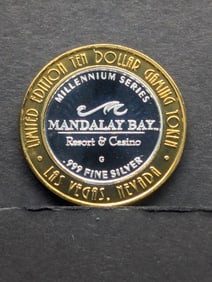 LIMITED EDITION TEN DOLLAR GAMING TOKEN
MILLENNIUM SERIES
MANDALAY BAY
Resort & Casino
G
.999 FINE SILVER
• LAS VEGAS, NEVADA •